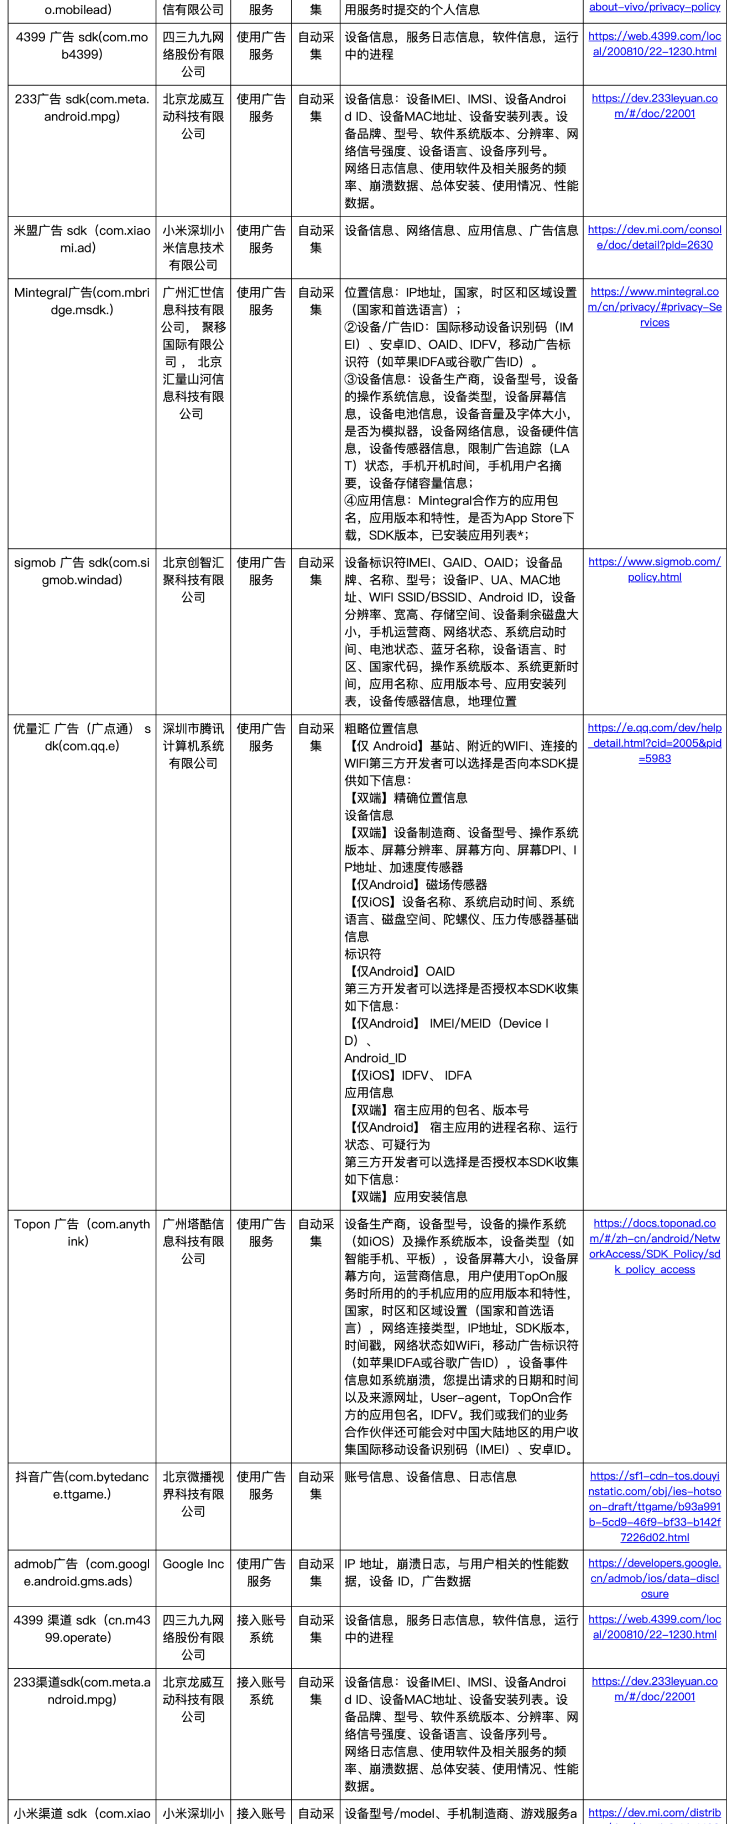 o.mobilead)
信有限公司
服务
集
用服务时提交的个人信息
about-vivo/privacy-policy
4399 广告 sdk(com.mo
b4399)
四三九九网
络股份有限
公司
使用广告
服务
自动采
集
设备信息，服务日志信息，软件信息，运行
中的进程
https://web.4399.com/loc
al/200810/22-1230.html
233广告 sdk(com.meta.
android.mpg)
北京龙威互
动科技有限
公司
使用广告
服务
自动采
集
设备信息：设备IMEI、IMSI、设备Androi
d ID、设备MAC地址、设备安装列表。设
备品牌、型号、软件系统版本、分辨率、网
络信号强度、设备语言、设备序列号。
网络日志信息、使用软件及相关服务的频
率、崩溃数据、总体安装、使用情况、性能
数据。
https://dev.233leyuan.co
m/#/doc/22001
米盟广告 sdk（com.xiao
mi.ad）
小米深圳小
米信息技术
有限公司
使用广告
服务
自动采
集
设备信息、网络信息、应用信息、广告信息
https://dev.mi.com/consol
e/doc/detail?pId=2630
Mintegral广告(com.mbri
dge.msdk.)
广州汇世信
息科技有限
公司， 聚移
国际有限公
司 ， 北京
汇量山河信
息科技有限
公司
使用广告
服务
自动采
集
位置信息：IP地址，国家，时区和区域设置
（国家和首选语言）；
②设备/广告ID：国际移动设备识别码（IM
EI）、安卓ID、OAID、IDFV，移动广告标
识符（如苹果IDFA或谷歌广告ID）。
③设备信息：设备生产商，设备型号，设备
的操作系统信息，设备类型，设备屏幕信
息，设备电池信息，设备音量及字体大小，
是否为模拟器，设备网络信息，设备硬件信
息，设备传感器信息，限制广告追踪（LA
T）状态，手机开机时间，手机用户名摘
要，设备存储容量信息；
④应用信息：Mintegral合作方的应用包
名，应用版本和特性，是否为App Store下
载，SDK版本，已安装应用列表*；
https://www.mintegral.co
m/cn/privacy/#privacy-Se
rvices
sigmob 广告 sdk(com.si
gmob.windad)
北京创智汇
聚科技有限
公司
使用广告
服务
自动采
集
设备标识符IMEI、GAID、OAID；设备品
牌、名称、型号；设备IP、UA、MAC地
址、WIFI SSID/BSSID、Android ID，设备
分辨率、宽高、存储空间、设备剩余磁盘大
小，手机运营商、网络状态、系统启动时
间、电池状态、蓝牙名称，设备语言、时
区、国家代码，操作系统版本、系统更新时
间，应用名称、应用版本号、应用安装列
表，设备传感器信息，地理位置
https://www.sigmob.com/
policy.html
优量汇 广告（广点通） s
dk(com.qq.e)
深圳市腾讯
计算机系统
有限公司
使用广告
服务
自动采
集
粗略位置信息
【仅 Android】基站、附近的WIFI、连接的
WIFI第三方开发者可以选择是否向本SDK提
供如下信息：
【双端】精确位置信息
设备信息
【双端】设备制造商、设备型号、操作系统
版本、屏幕分辨率、屏幕方向、屏幕DPI、I
P地址、加速度传感器
【仅Android】磁场传感器
【仅iOS】设备名称、系统启动时间、系统
语言、磁盘空间、陀螺仪、压力传感器基础
信息
标识符
【仅Android】OAID
第三方开发者可以选择是否授权本SDK收集
如下信息：
【仅Android】 IMEI/MEID（Device I
D）、
Android_ID
【仅iOS】IDFV、 IDFA
应用信息
【双端】宿主应用的包名、版本号
【仅Android】 宿主应用的进程名称、运行
状态、可疑行为
第三方开发者可以选择是否授权本SDK收集
如下信息：
【双端】应用安装信息
https://e.qq.com/dev/help
_detail.html?cid=2005&pid
=5983
Topon 广告（com.anyth
ink）
广州塔酷信
息科技有限
公司
使用广告
服务
自动采
集
设备生产商，设备型号，设备的操作系统
（如iOS）及操作系统版本，设备类型（如
智能手机、平板），设备屏幕大小，设备屏
幕方向，运营商信息，用户使用TopOn服
务时所用的的手机应用的应用版本和特性，
国家，时区和区域设置（国家和首选语
言），网络连接类型，IP地址，SDK版本，
时间戳，网络状态如WiFi，移动广告标识符
（如苹果IDFA或谷歌广告ID），设备事件
信息如系统崩溃，您提出请求的日期和时间
以及来源网址，User-agent，TopOn合作
方的应用包名，IDFV。我们或我们的业务
合作伙伴还可能会对中国大陆地区的用户收
集国际移动设备识别码（IMEI）、安卓ID。
https://docs.toponad.co
m/#/zh-cn/android/Netw
orkAccess/SDK_Policy/sd
k_policy_access
抖音广告(com.bytedanc
e.ttgame.)
北京微播视
界科技有限
公司
使用广告
服务
自动采
集
账号信息、设备信息、日志信息
https://sf1-cdn-tos.douyi
nstatic.com/obj/ies-hotso
on-draft/ttgame/b93a991
b-5cd9-46f9-bf33-b142f
7226d02.html
admob广告（com.googl
e.android.gms.ads）
Google Inc
使用广告
服务
自动采
集
IP 地址，崩溃日志，与用户相关的性能数
据，设备 ID，广告数据
https://developers.google.
cn/admob/ios/data-discl
osure
4399 渠道 sdk（cn.m43
99.operate）
四三九九网
络股份有限
公司
接入账号
系统
自动采
集
设备信息，服务日志信息，软件信息，运行
中的进程
https://web.4399.com/loc
al/200810/22-1230.html
233渠道sdk(com.meta.a
ndroid.mpg)
北京龙威互
动科技有限
公司
接入账号
系统
自动采
集
设备信息：设备IMEI、IMSI、设备Androi
d ID、设备MAC地址、设备安装列表。设
备品牌、型号、软件系统版本、分辨率、网
络信号强度、设备语言、设备序列号。
网络日志信息、使用软件及相关服务的频
率、崩溃数据、总体安装、使用情况、性能
数据。
https://dev.233leyuan.co
m/#/doc/22001
小米渠道 sdk（com.xiao
小米深圳小
接入账号
自动采
设备型号/model、手机制造商、游戏服务a
https://dev.mi.com/distrib